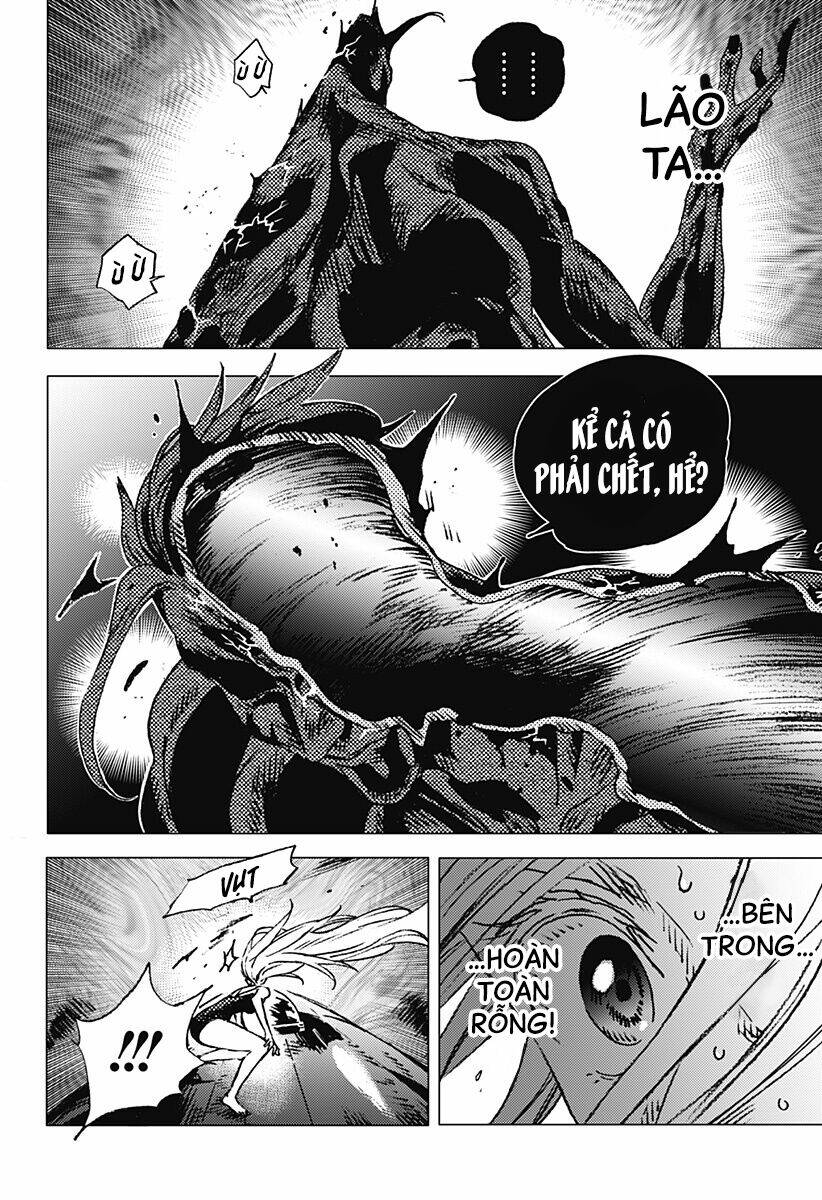 LÃO
TA...
......
......
Ừ Ừ
Ừ Ừ
KỂ CẢ CÓ
PHẢI CHẾT, HỂ?
...BÊN
TRONG...
...HOÀN
TOÀN
RỖNG!
VỤT
!!!